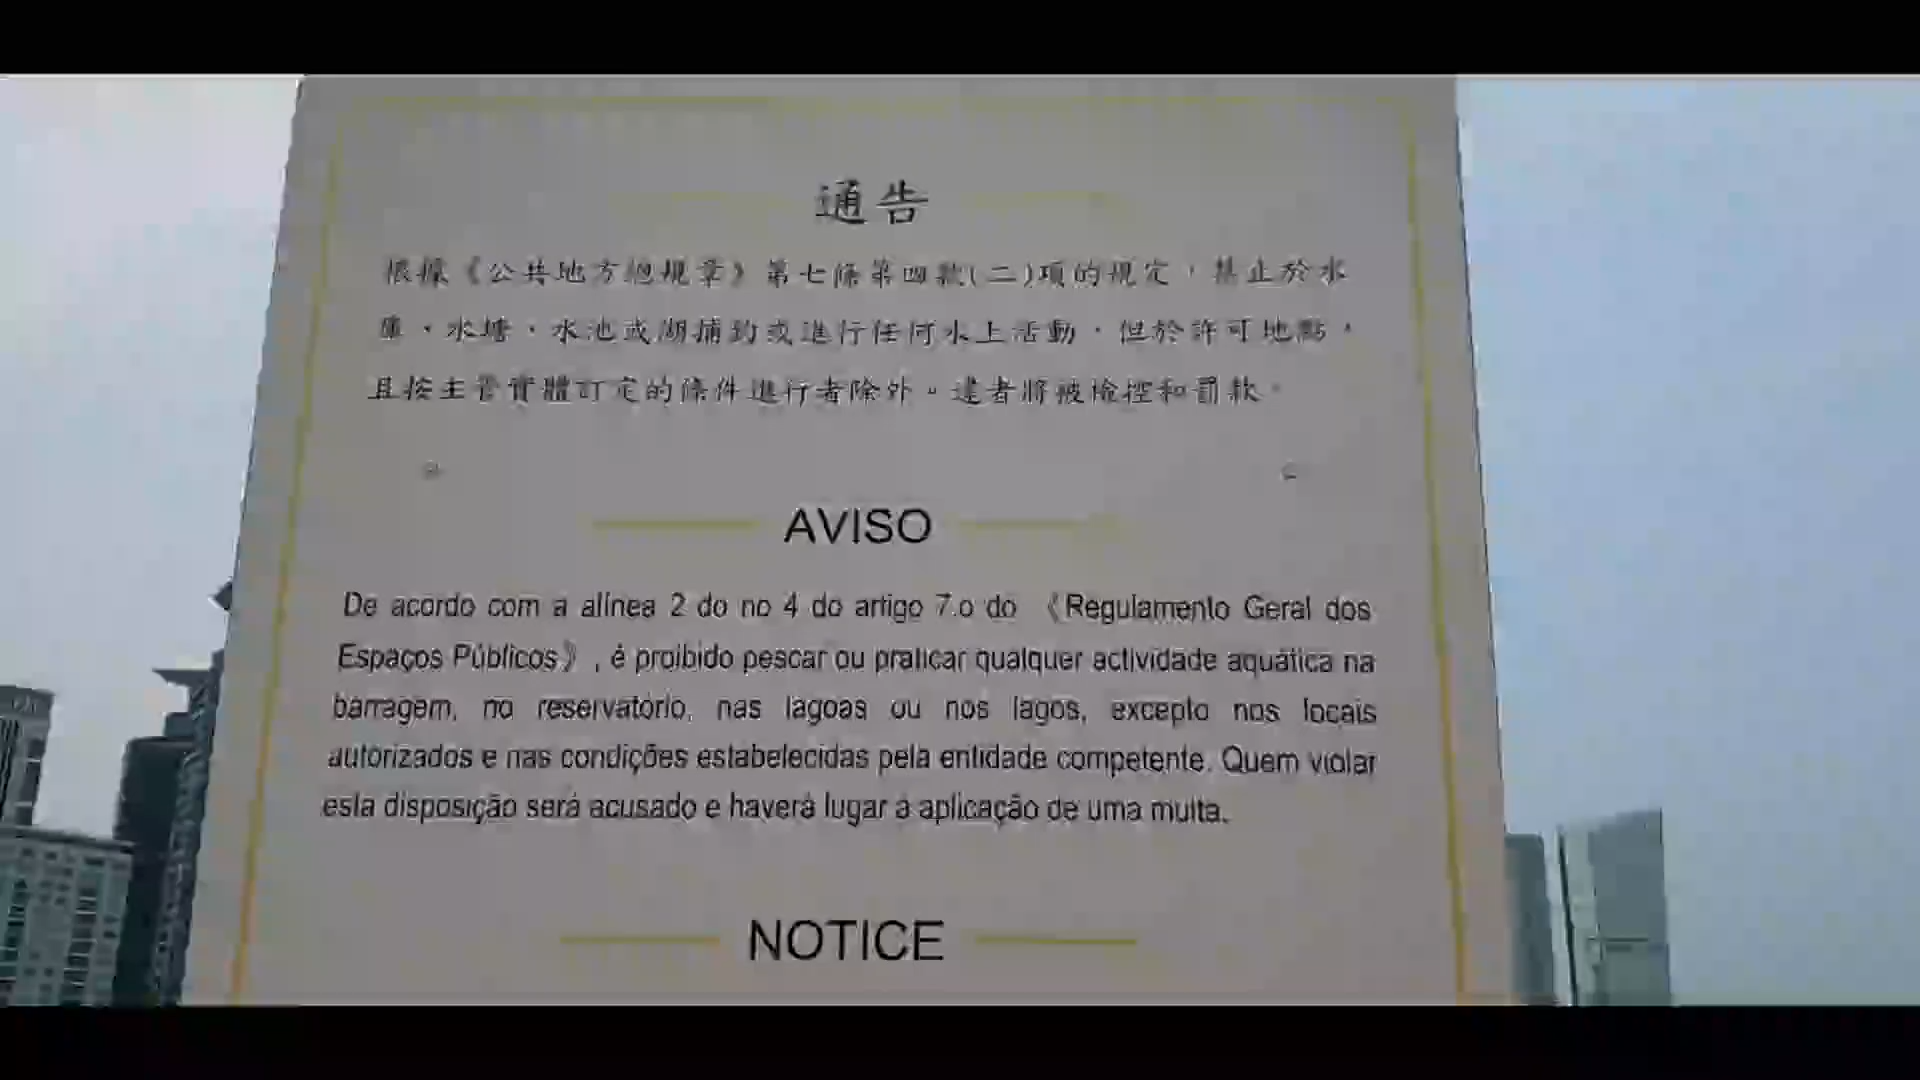 通告
根據《公共地方總規章》第七條第四款(二)項的規定，禁止於水
庫、水塘、水池或湖捕釣或進行任何水上活動，但於許可地點，
且按主管實體訂定的條件進行者除外。違者將被檢控和罰款。
AVISO
De acordo com a alínea 2 do no 4 do artigo 7.o do 《Regulamento Geral dos
Espaços Públicos》, é proibido pescar ou praticar qualquer actividade aquática na
barragem, no reservatório, nas lagoas ou nos lagos, excepto nos locais
autorizados e nas condições estabelecidas pela entidade competente. Quem violar
esta disposição será acusado e haverá lugar à aplicação de uma multa.
NOTICE